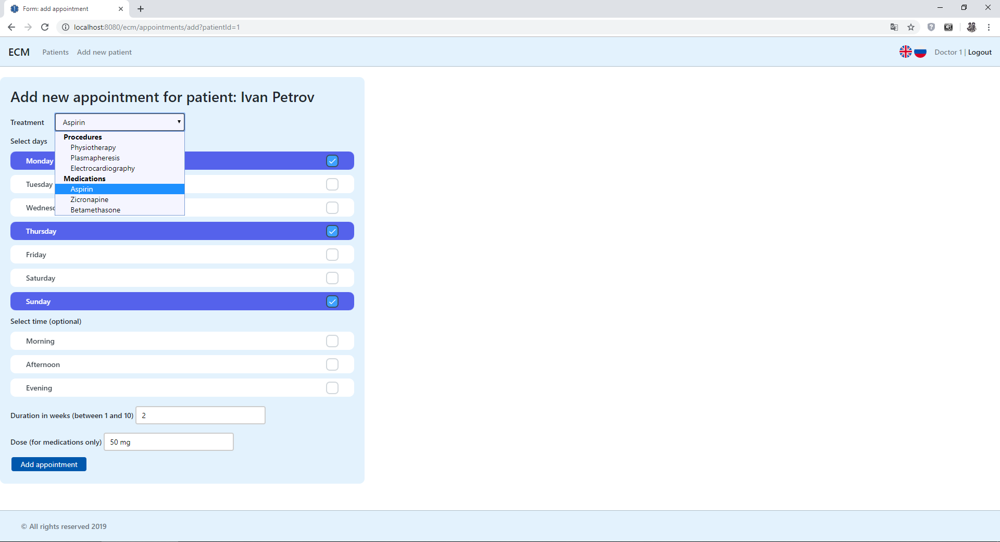 Form: add appointment
localhost:8080/ecm/appointments/add?patientId=1
ECM Patients Add new patient Doctor 1 | Logout
Add new appointment for patient: Ivan Petrov
Treatment Aspirin
Procedures
Physiotherapy
Plasmapheresis
Electrocardiography
Medications
Aspirin
Zicronapine
Betamethasone
Select days
Monday
Tuesday
Wednesd
Thursday
Friday
Saturday
Sunday
Select time (optional)
Morning
Afternoon
Evening
Duration in weeks (between 1 and 10) 2
Dose (for medications only) 50 mg
Add appointment
© All rights reserved 2019